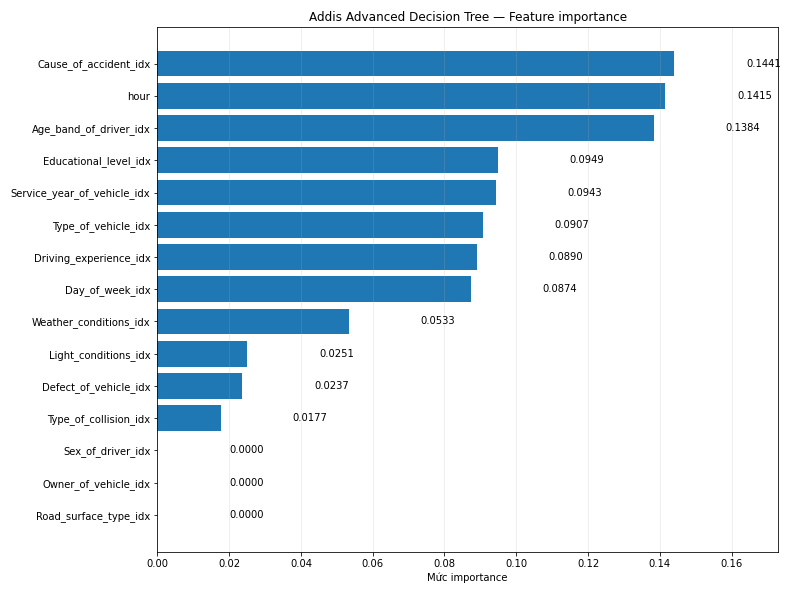 Addis Advanced Decision Tree — Feature importance
Cause_of_accident_idx 0.1441
hour 0.1415
Age_band_of_driver_idx 0.1384
Educational_level_idx 0.0949
Service_year_of_vehicle_idx 0.0943
Type_of_vehicle_idx 0.0907
Driving_experience_idx 0.0890
Day_of_week_idx 0.0874
Weather_conditions_idx 0.0533
Light_conditions_idx 0.0251
Defect_of_vehicle_idx 0.0237
Type_of_collision_idx 0.0177
Sex_of_driver_idx 0.0000
Owner_of_vehicle_idx 0.0000
Road_surface_type_idx 0.0000
0.00 0.02 0.04 0.06 0.08 0.10 0.12 0.14 0.16
Mức importance